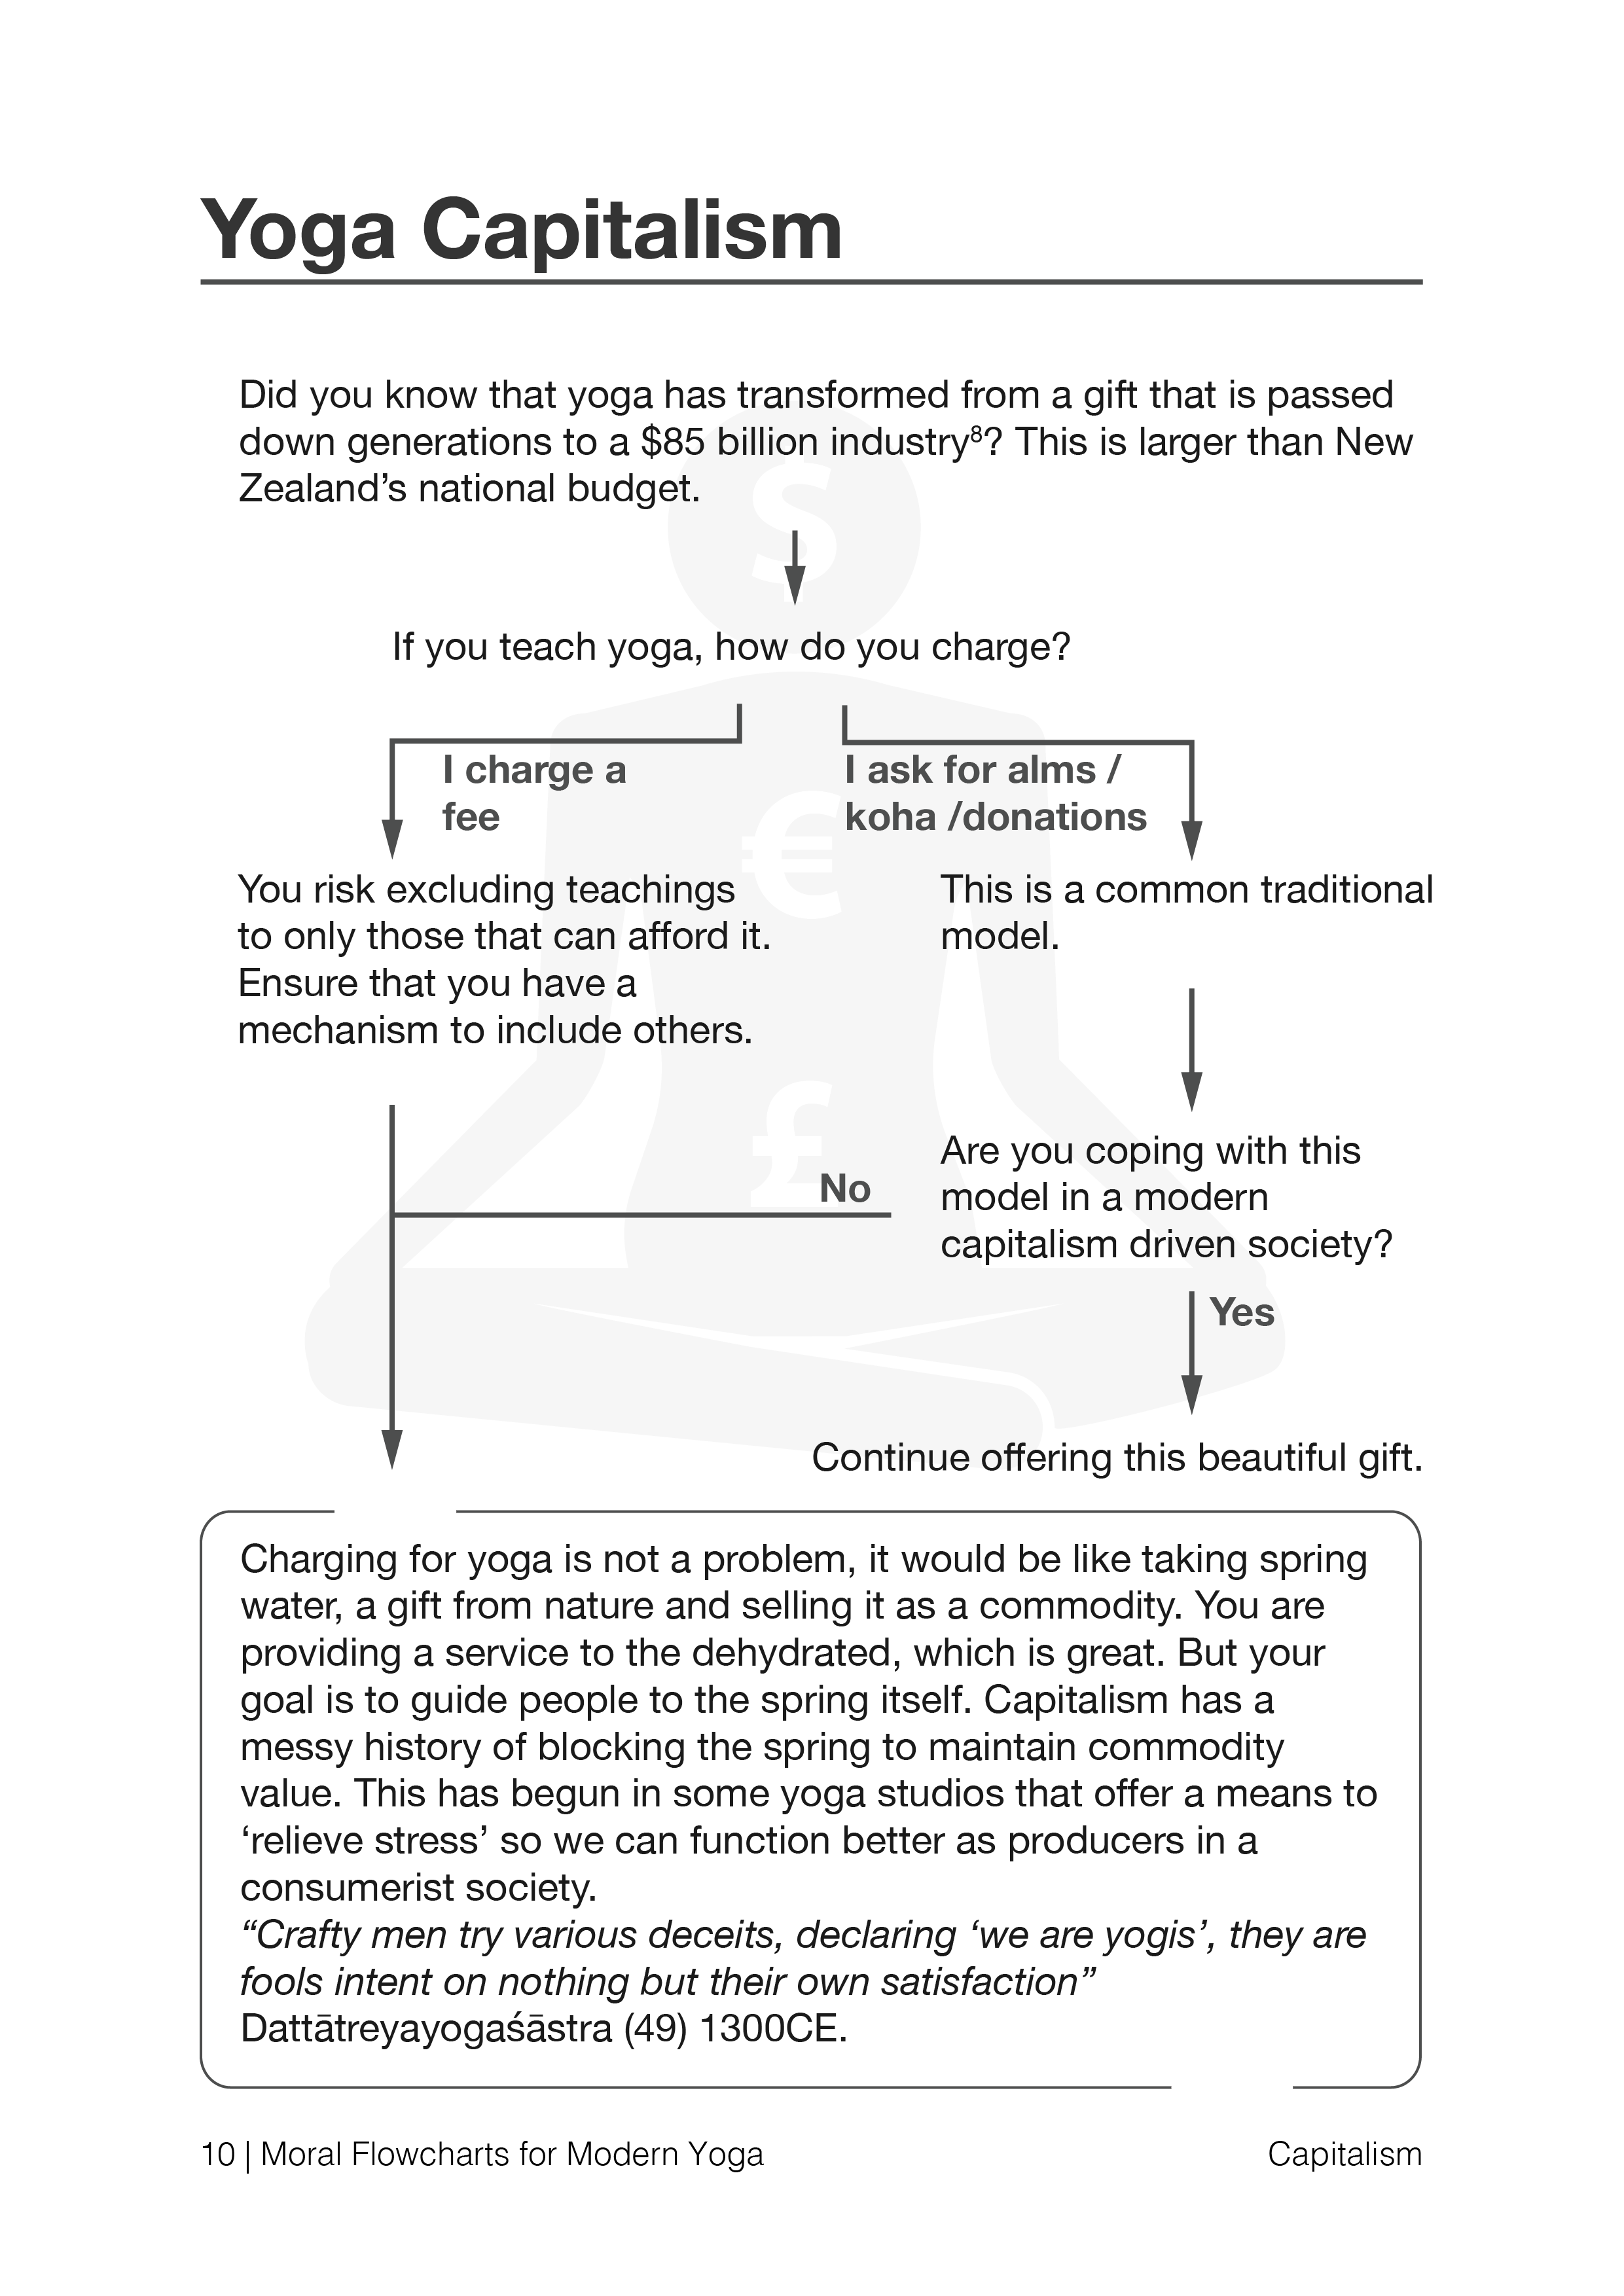 Yoga Capitalism
Did you know that yoga has transformed from a gift that is passed
down generations to a $85 billion industry⁸? This is larger than New
Zealand’s national budget.
$
If you teach yoga, how do you charge?
I charge a
fee
I ask for alms /
koha /donations
€
You risk excluding teachings
to only those that can afford it.
Ensure that you have a
mechanism to include others.
This is a common traditional
model.
£
No
Are you coping with this
model in a modern
capitalism driven society?
Yes
Continue offering this beautiful gift.
Charging for yoga is not a problem, it would be like taking spring
water, a gift from nature and selling it as a commodity. You are
providing a service to the dehydrated, which is great. But your
goal is to guide people to the spring itself. Capitalism has a
messy history of blocking the spring to maintain commodity
value. This has begun in some yoga studios that offer a means to
‘relieve stress’ so we can function better as producers in a
consumerist society.
“Crafty men try various deceits, declaring ‘we are yogis’, they are
fools intent on nothing but their own satisfaction”
Dattātreyayogaśāstra (49) 1300CE.
10 | Moral Flowcharts for Modern Yoga
Capitalism